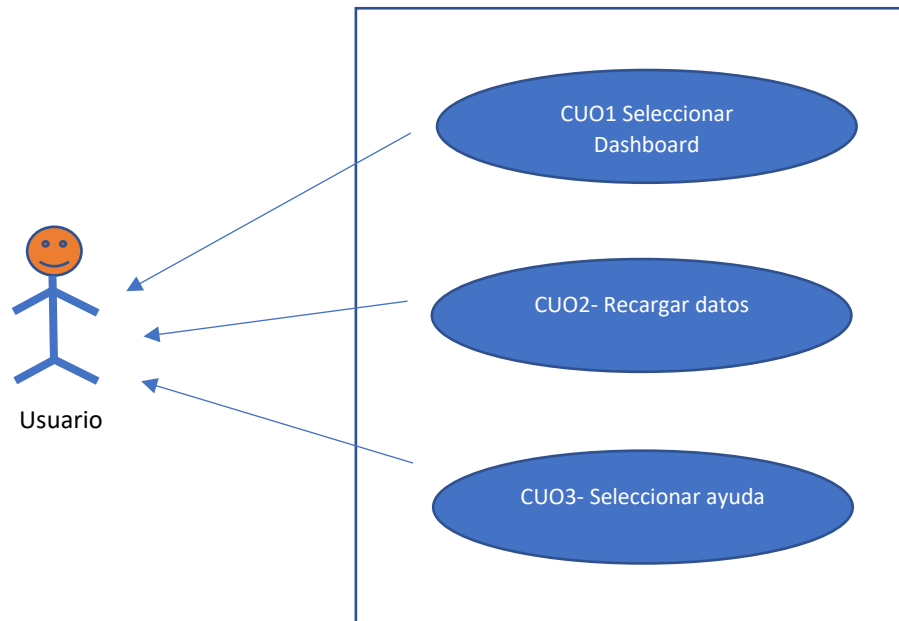 CUO1 Seleccionar
Dashboard
CUO2- Recargar datos
Usuario
CUO3- Seleccionar ayuda